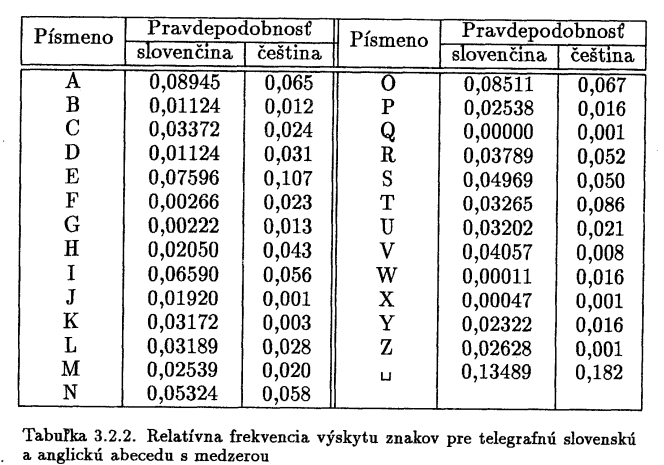 Písmeno Pravdepodobnosť Písmeno Pravdepodobnosť
slovenčina čeština slovenčina čeština
A 0,08945 0,065 O 0,08511 0,067
B 0,01124 0,012 P 0,02538 0,016
C 0,03372 0,024 Q 0,00000 0,001
D 0,01124 0,031 R 0,03789 0,052
E 0,07596 0,107 S 0,04969 0,050
F 0,00266 0,023 T 0,03265 0,086
G 0,00222 0,013 U 0,03202 0,021
H 0,02050 0,043 V 0,04057 0,008
I 0,06590 0,056 W 0,00011 0,016
J 0,01920 0,001 X 0,00047 0,001
K 0,03172 0,003 Y 0,02322 0,016
L 0,03189 0,028 Z 0,02628 0,001
M 0,02539 0,020 ␣ 0,13489 0,182
N 0,05324 0,058
Tabuľka 3.2.2. Relatívna frekvencia výskytu znakov pre telegrafnú slovenskú
a anglickú abecedu s medzerou